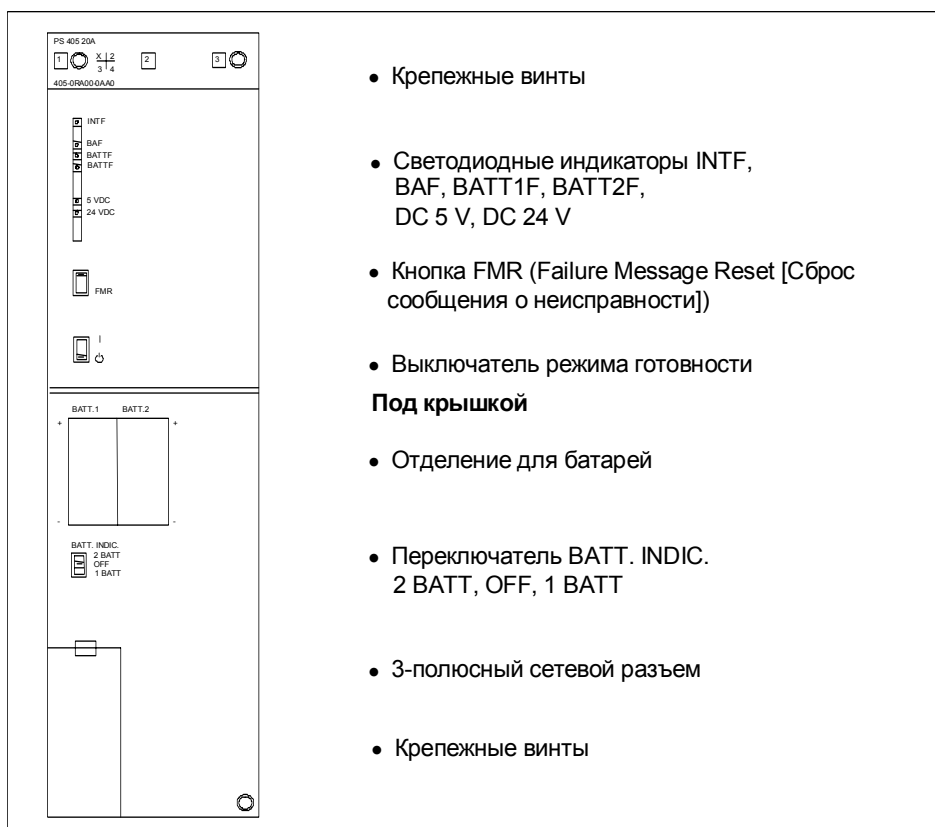 PS 405 20A
1 X 2 2 3
3 4
405-0RA00-0AA0
INTF
BAF
BATTF
BATTF
5 VDC
24 VDC
FMR
I
BATT.1 BATT.2
+ +
- -
BATT. INDIC.
2 BATT
OFF
1 BATT
• Крепежные винты
• Светодиодные индикаторы INTF,
BAF, BATT1F, BATT2F,
DC 5 V, DC 24 V
• Кнопка FMR (Failure Message Reset [Сброс
сообщения о неисправности])
• Выключатель режима готовности
Под крышкой
• Отделение для батарей
• Переключатель BATT. INDIC.
2 BATT, OFF, 1 BATT
• 3-полюсный сетевой разъем
• Крепежные винты